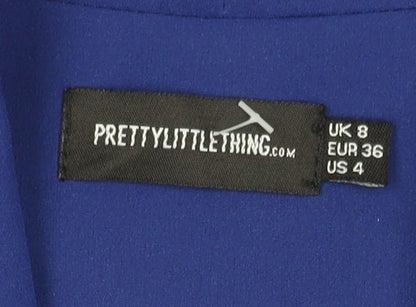 PRETTYLITTLETHING.COM
UK 8
EUR 36
US 4